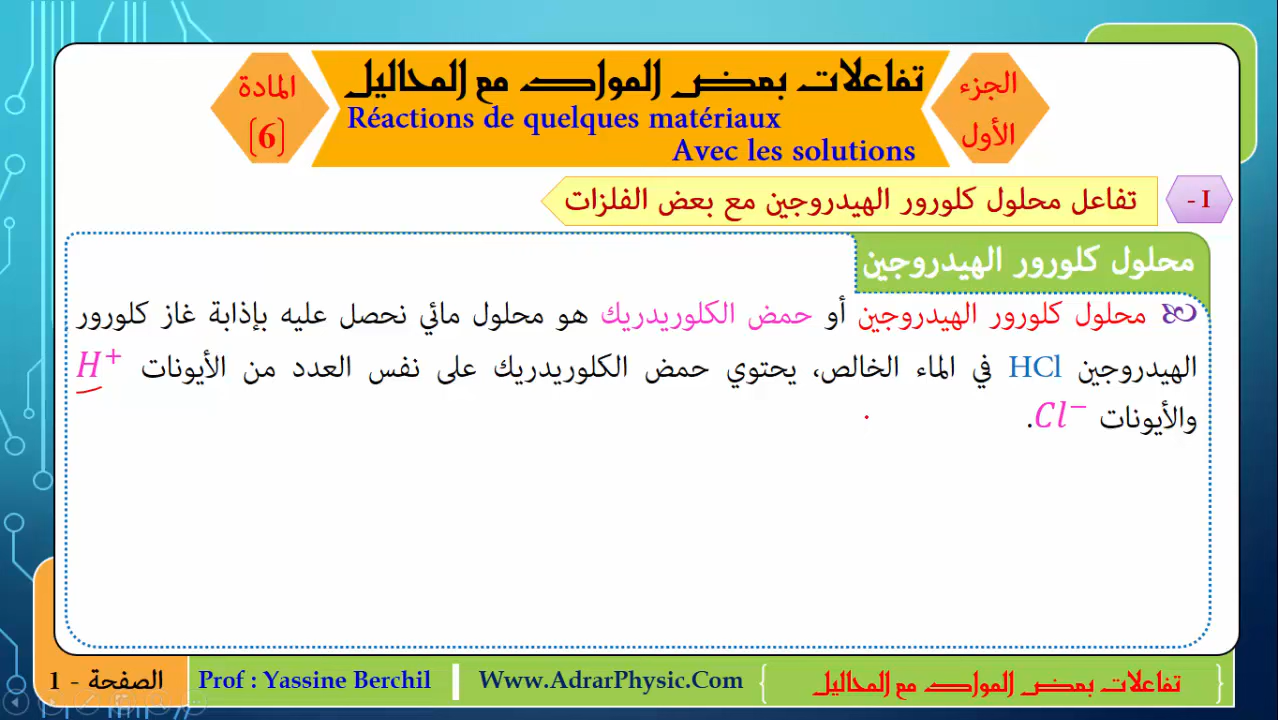 الجزء
الأول
تفاعلات بعض المواد مع المحاليل
Réactions de quelques matériaux
Avec les solutions
المادة
(6)
I -
تفاعل محلول كلورور الهيدروجين مع بعض الفلزات
محلول كلورور الهيدروجين
محلول كلورور الهيدروجين أو حمض الكلوريدريك هو محلول مائي نحصل عليه بإذابة غاز كلورور
الهيدروجين HCl في الماء الخالص، يحتوي حمض الكلوريدريك على نفس العدد من الأيونات H⁺
والأيونات Cl⁻.
تفاعلات بعض المواد مع المحاليل
Www.AdrarPhysic.Com
Prof : Yassine Berchil
الصفحة - 1